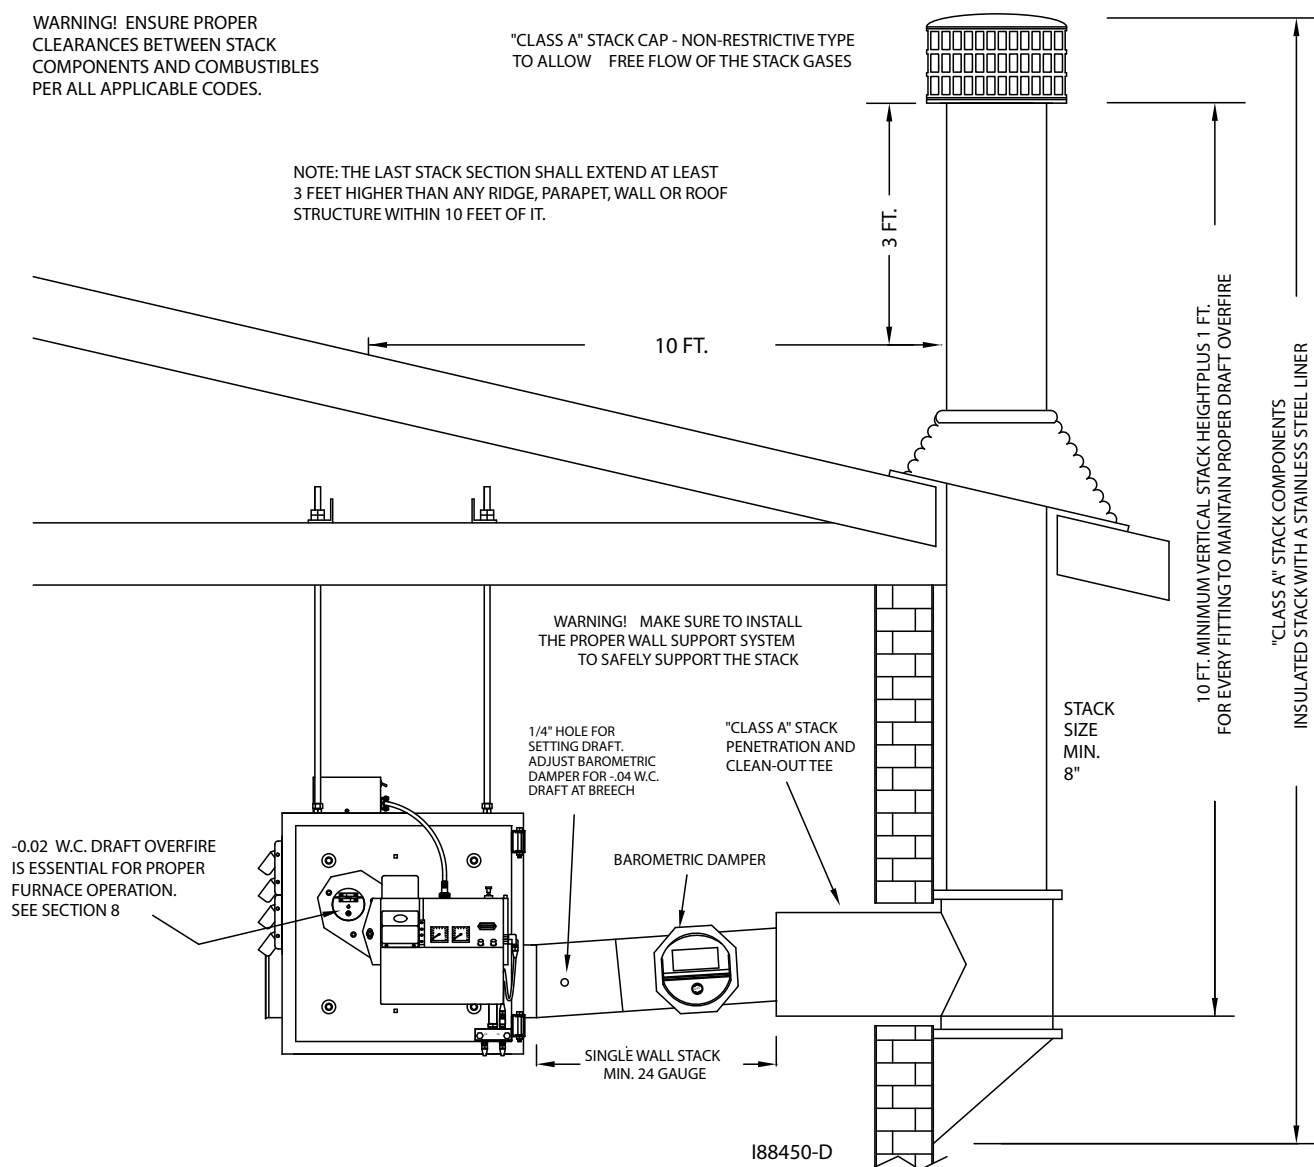 WARNING! ENSURE PROPER
CLEARANCES BETWEEN STACK
COMPONENTS AND COMBUSTIBLES
PER ALL APPLICABLE CODES.
"CLASS A" STACK CAP - NON-RESTRICTIVE TYPE
TO ALLOW FREE FLOW OF THE STACK GASES
NOTE: THE LAST STACK SECTION SHALL EXTEND AT LEAST
3 FEET HIGHER THAN ANY RIDGE, PARAPET, WALL OR ROOF
STRUCTURE WITHIN 10 FEET OF IT.
3 FT.
10 FT.
10 FT. MINIMUM VERTICAL STACK HEIGHTPLUS 1 FT.
FOR EVERY FITTING TO MAINTAIN PROPER DRAFT OVERFIRE
"CLASS A" STACK COMPONENTS
INSULATED STACK WITH A STAINLESS STEEL LINER
WARNING! MAKE SURE TO INSTALL
THE PROPER WALL SUPPORT SYSTEM
TO SAFELY SUPPORT THE STACK
1/4" HOLE FOR
SETTING DRAFT.
ADJUST BAROMETRIC
DAMPER FOR -.04 W.C.
DRAFT AT BREECH
"CLASS A" STACK
PENETRATION AND
CLEAN-OUT TEE
STACK
SIZE
MIN.
8"
-0.02 W.C. DRAFT OVERFIRE
IS ESSENTIAL FOR PROPER
FURNACE OPERATION.
SEE SECTION 8
BAROMETRIC DAMPER
SINGLE WALL STACK
MIN. 24 GAUGE
I88450-D